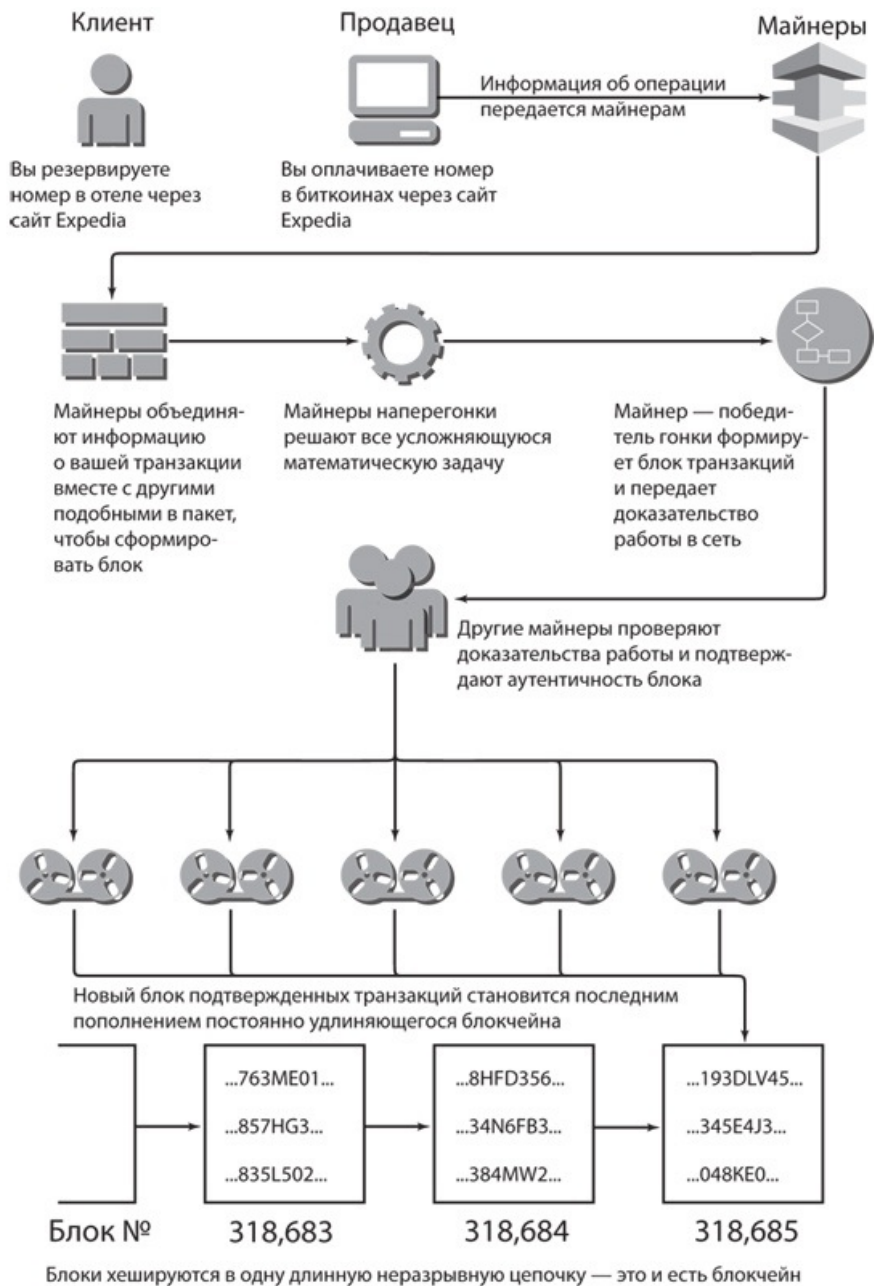 Клиент
Продавец
Майнеры
Информация об операции
передается майнерам
Вы резервируете
номер в отеле через
сайт Expedia
Вы оплачиваете номер
в биткоинах через сайт
Expedia
Майнеры объединя-
ют информацию
о вашей транзакции
вместе с другими
подобными в пакет,
чтобы сформиро-
вать блок
Майнеры наперегонки
решают все усложняющуюся
математическую задачу
Майнер — победи-
тель гонки формиру-
ет блок транзакций
и передает
доказательство
работы в сеть
Другие майнеры проверяют
доказательства работы и подтверж-
дают аутентичность блока
Новый блок подтвержденных транзакций становится последним
пополнением постоянно удлиняющегося блокчейна
...763ME01...
...857HG3...
...835L502...
...8HFD356...
...34N6FB3...
...384MW2...
...193DLV45...
...345E4J3...
...048KE0...
Блок №
318,683
318,684
318,685
Блоки хешируются в одну длинную неразрывную цепочку — это и есть блокчейн